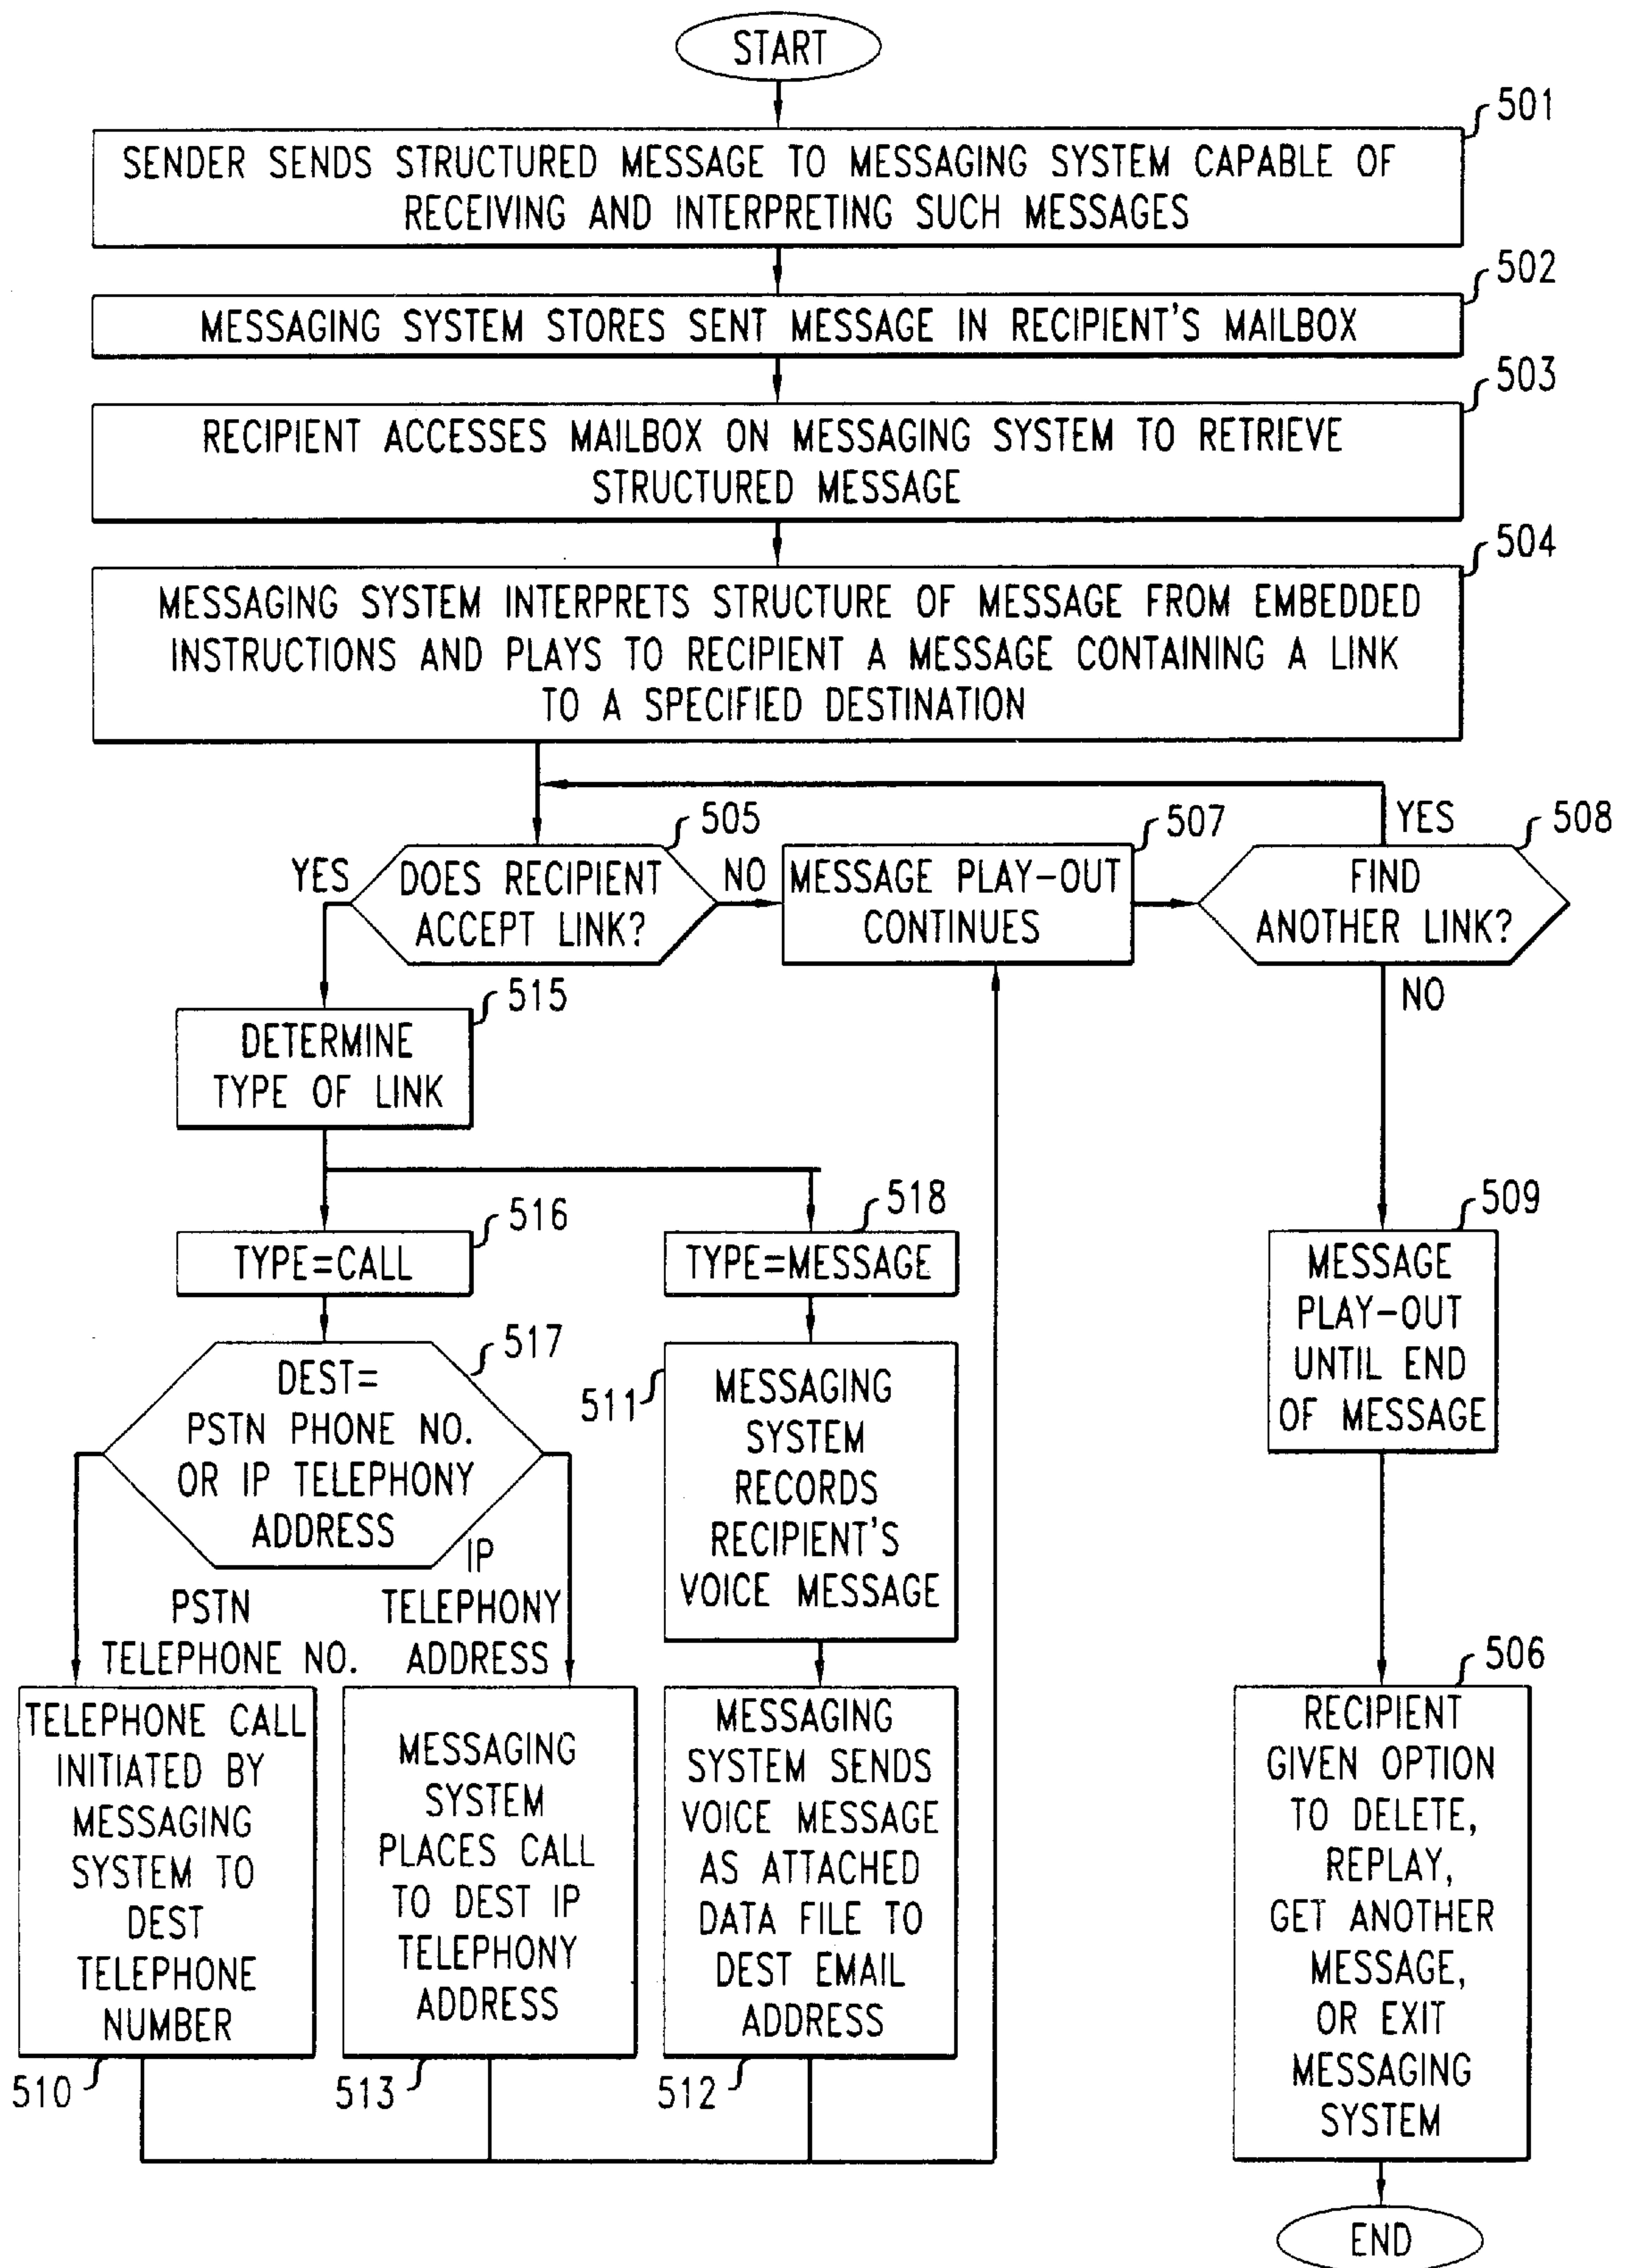 START
501
SENDER SENDS STRUCTURED MESSAGE TO MESSAGING SYSTEM CAPABLE OF
RECEIVING AND INTERPRETING SUCH MESSAGES
502
MESSAGING SYSTEM STORES SENT MESSAGE IN RECIPIENT'S MAILBOX
503
RECIPIENT ACCESSES MAILBOX ON MESSAGING SYSTEM TO RETRIEVE
STRUCTURED MESSAGE
504
MESSAGING SYSTEM INTERPRETS STRUCTURE OF MESSAGE FROM EMBEDDED
INSTRUCTIONS AND PLAYS TO RECIPIENT A MESSAGE CONTAINING A LINK
TO A SPECIFIED DESTINATION
505
YES
DOES RECIPIENT
ACCEPT LINK?
NO
507
MESSAGE PLAY-OUT
CONTINUES
YES
508
FIND
ANOTHER LINK?
NO
515
DETERMINE
TYPE OF LINK
516
TYPE=CALL
518
TYPE=MESSAGE
517
DEST=
PSTN PHONE NO.
OR IP TELEPHONY
ADDRESS
PSTN
TELEPHONE NO.
IP
TELEPHONY
ADDRESS
511
MESSAGING
SYSTEM
RECORDS
RECIPIENT'S
VOICE MESSAGE
509
MESSAGE
PLAY-OUT
UNTIL END
OF MESSAGE
TELEPHONE CALL
INITIATED BY
MESSAGING
SYSTEM TO
DEST
TELEPHONE
NUMBER
510
MESSAGING
SYSTEM
PLACES CALL
TO DEST IP
TELEPHONY
ADDRESS
513
MESSAGING
SYSTEM SENDS
VOICE MESSAGE
AS ATTACHED
DATA FILE TO
DEST EMAIL
ADDRESS
512
506
RECIPIENT
GIVEN OPTION
TO DELETE,
REPLAY,
GET ANOTHER
MESSAGE,
OR EXIT
MESSAGING
SYSTEM
END